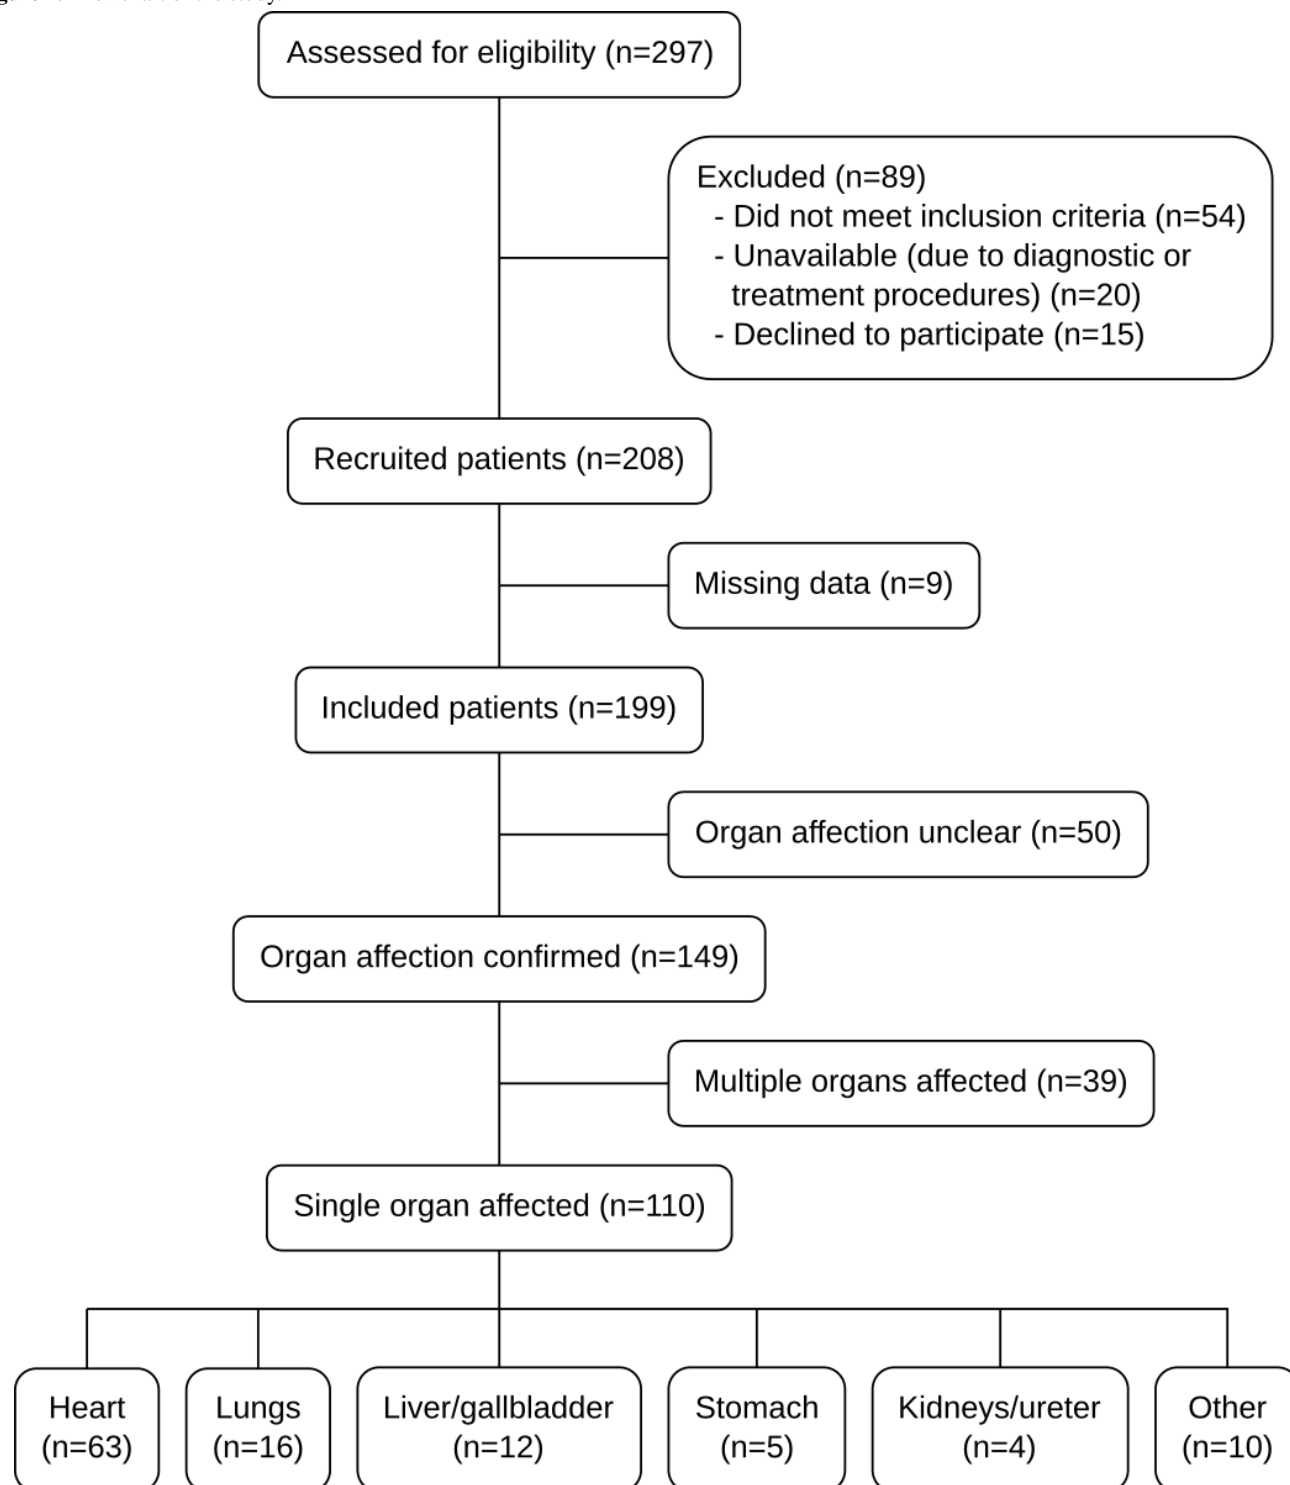 Assessed for eligibility (n=297)
Excluded (n=89)
- Did not meet inclusion criteria (n=54)
- Unavailable (due to diagnostic or
treatment procedures) (n=20)
- Declined to participate (n=15)
Recruited patients (n=208)
Missing data (n=9)
Included patients (n=199)
Organ affection unclear (n=50)
Organ affection confirmed (n=149)
Multiple organs affected (n=39)
Single organ affected (n=110)
Heart
(n=63)
Lungs
(n=16)
Liver/gallbladder
(n=12)
Stomach
(n=5)
Kidneys/ureter
(n=4)
Other
(n=10)